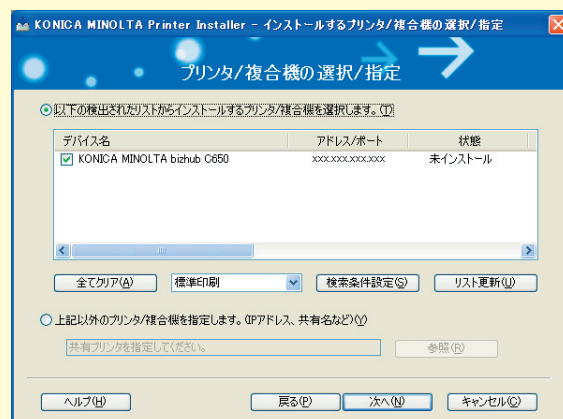 KONICA MINOLTA Printer Installer - インストールするプリンタ/複合機の選択/指定
プリンタ/複合機の選択/指定
以下の検出されたリストからインストールするプリンタ/複合機を選択します。(T)
デバイス名 アドレス/ポート 状態
KONICA MINOLTA bizhub C650 xxx.xxx.xxx.xxx 未インストール
全てクリア(A) 標準印刷 検索条件設定(S) リスト更新(U)
上記以外のプリンタ/複合機を指定します。(IPアドレス、共有名など)(Y)
共有プリンタを指定してください。 参照(R)
ヘルプ(H) 戻る(P) 次へ(N) キャンセル(C)